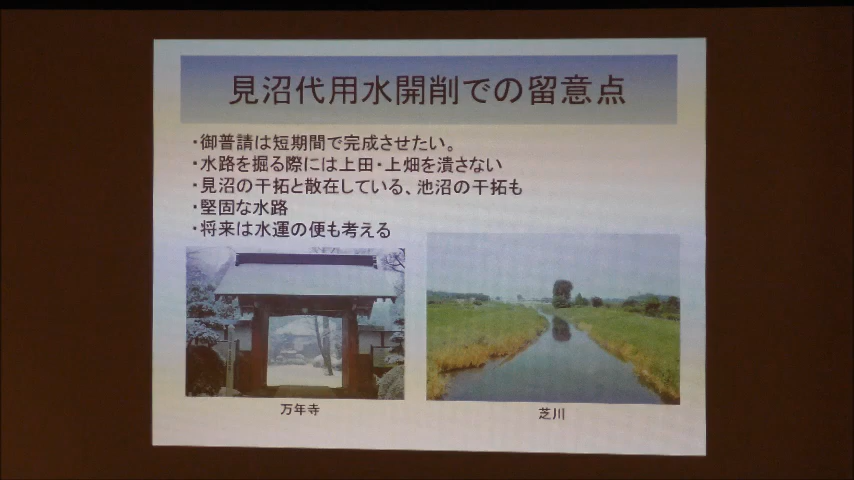 見沼代用水開削での留意点
・御普請は短期間で完成させたい。
・水路を掘る際には上田・上畑を潰さない
・見沼の干拓と散在している、池沼の干拓も
・堅固な水路
・将来は水運の便も考える
万年寺
芝川